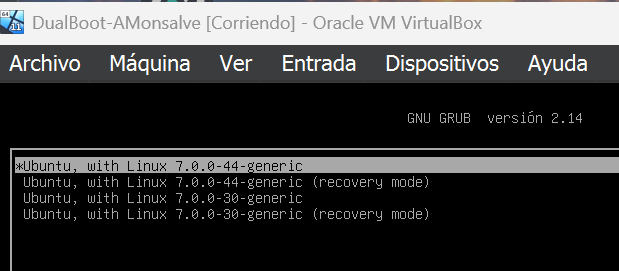 64
11
DualBoot-AMonsalve [Corriendo] - Oracle VM VirtualBox
Archivo Máquina Ver Entrada Dispositivos Ayuda
GNU GRUB versión 2.14
*Ubuntu, with Linux 7.0.0-44-generic
Ubuntu, with Linux 7.0.0-44-generic (recovery mode)
Ubuntu, with Linux 7.0.0-30-generic
Ubuntu, with Linux 7.0.0-30-generic (recovery mode)